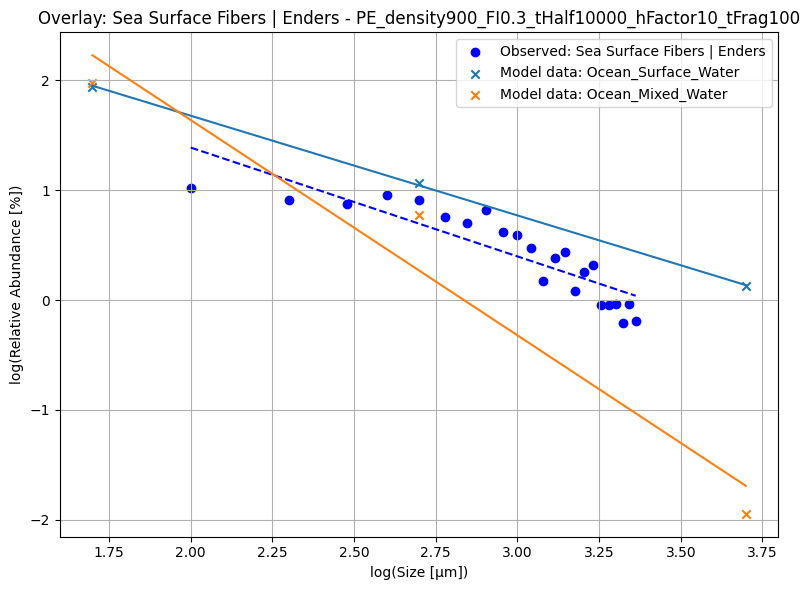 Overlay: Sea Surface Fibers | Enders - PE_density900_FI0.3_tHalf10000_hFactor10_tFrag100
Observed: Sea Surface Fibers | Enders
Model data: Ocean_Surface_Water
Model data: Ocean_Mixed_Water
log(Relative Abundance [%])
2
1
0
−1
−2
1.75 2.00 2.25 2.50 2.75 3.00 3.25 3.50 3.75
log(Size [μm])